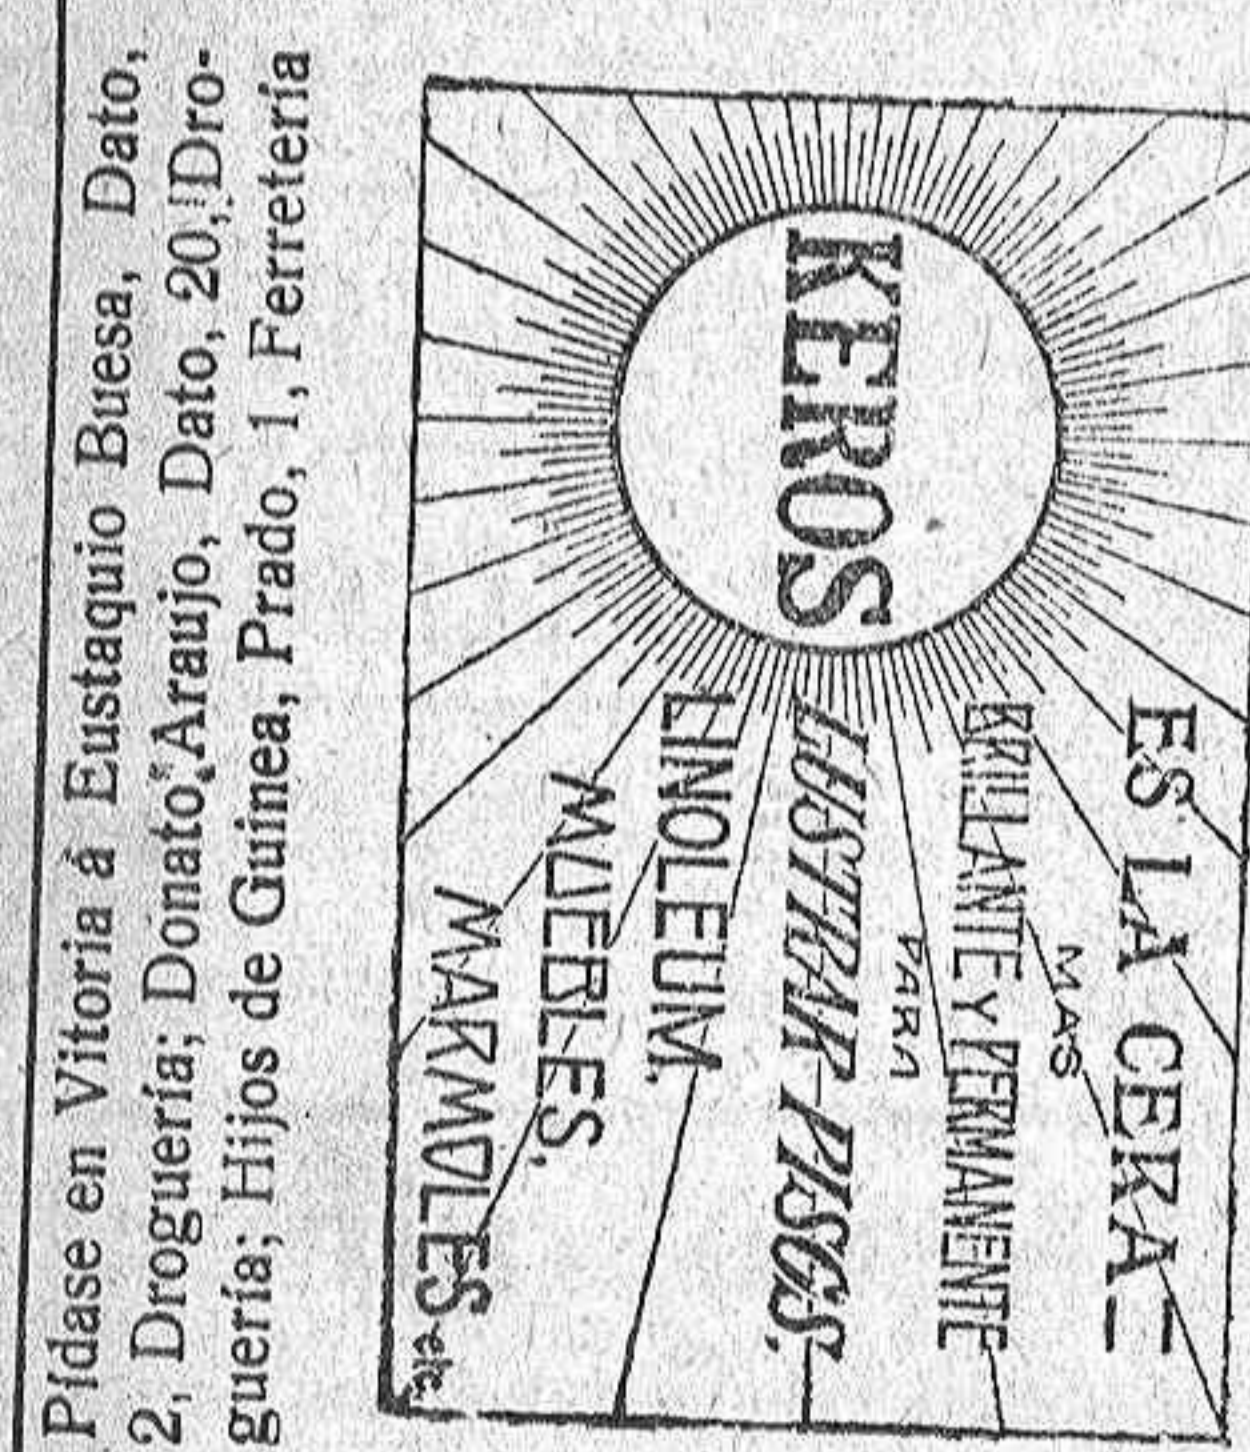 Pídase en Vitoria á Eustaquio Buesa, Dato,
2, Droguería; Donato Araujo, Dato, 20, Dro-
guería; Hijos de Guinea, Prado, 1, Ferretería
KEROS
ES LA CERA
MAS
BRILLANTE Y PERMANENTE
PARA
LUSTRAR PISOS,
LINOLEUM,
MUEBLES,
MARMOLES etc.